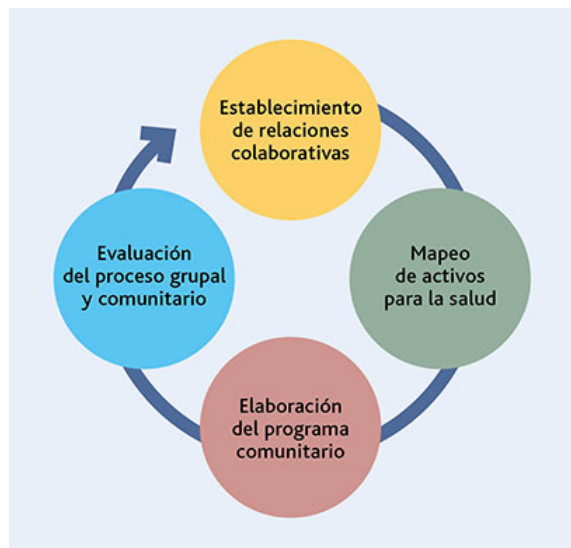 Establecimiento
de relaciones
colaborativas
Mapeo
de activos
para la salud
Elaboración
del programa
comunitario
Evaluación
del proceso grupal
y comunitario